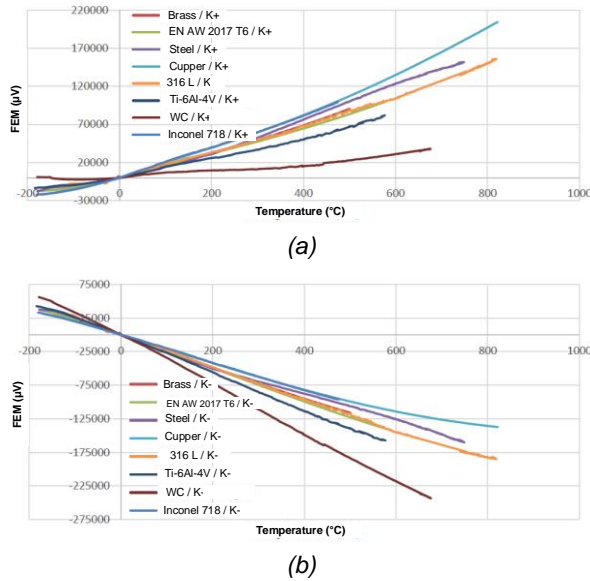 (a)
170000
120000
70000
20000
-30000
FEM (µV)
-200
0
200
400
600
800
1000
Temperature (°C)
Brass / K+
EN AW 2017 T6 / K+
Steel / K+
Cupper / K+
316 L / K
Ti-6Al-4V / K+
WC / K+
Inconel 718 / K+
(a)
75000
-25000
-75000
-125000
-175000
-225000
-275000
FEM (µV)
-200
0
200
400
600
800
1000
Brass / K-
EN AW 2017 T6 / K-
Steel / K-
Cupper / K-
316 L / K-
Ti-6Al-4V / K-
WC / K-
Inconel 718 / K-
Temperature (°C)
(b)